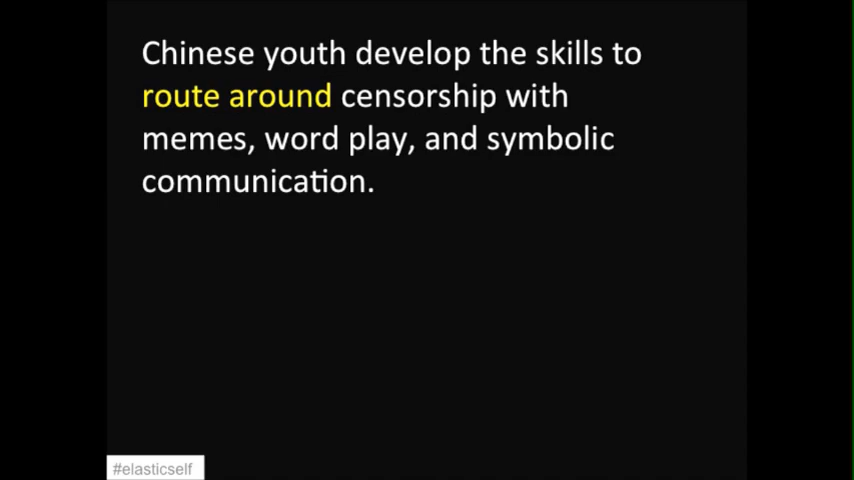 Chinese youth develop the skills to
route around censorship with
memes, word play, and symbolic
communication.
#elasticself